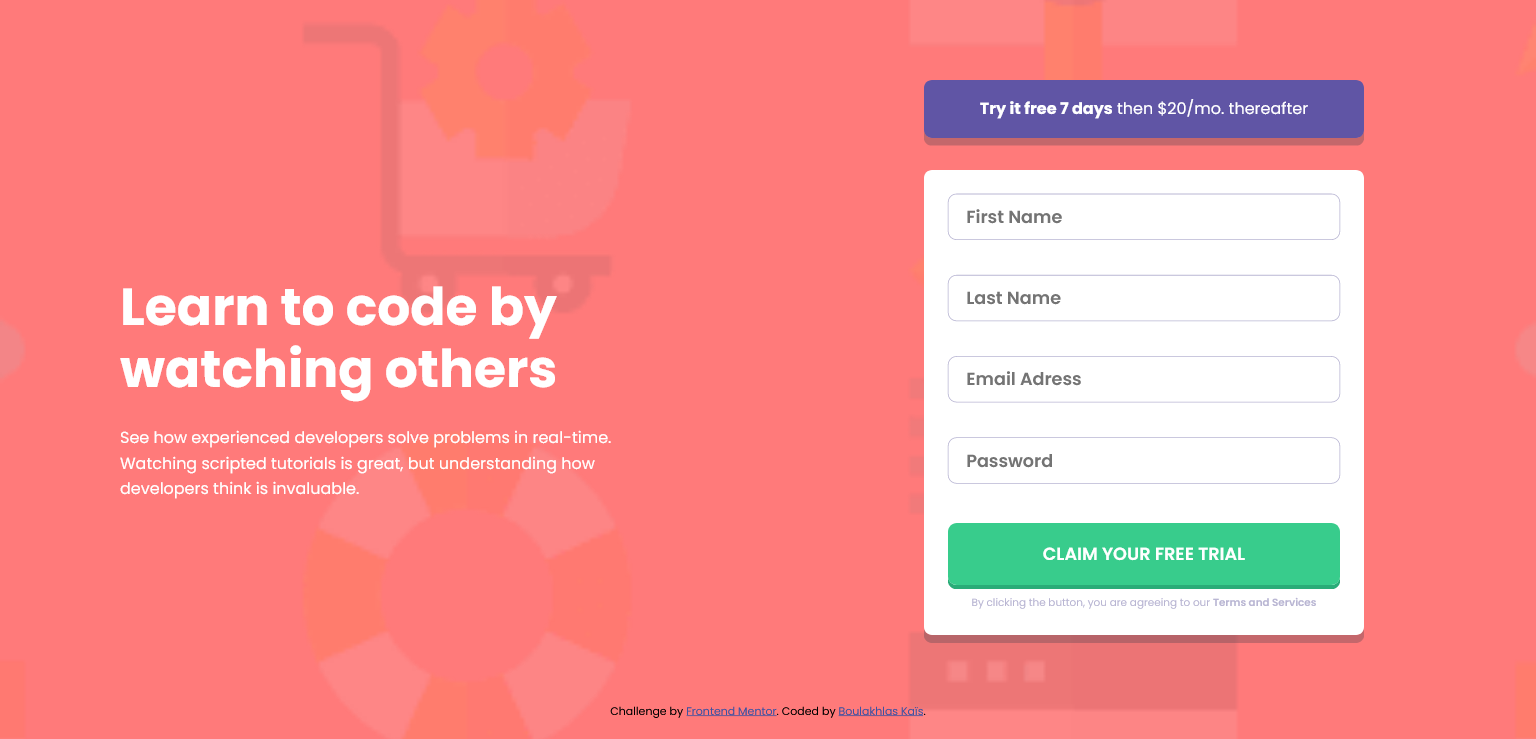 Learn to code by
watching others
See how experienced developers solve problems in real-time.
Watching scripted tutorials is great, but understanding how
developers think is invaluable.
Try it free 7 days then $20/mo. thereafter
First Name
Last Name
Email Adress
Password
CLAIM YOUR FREE TRIAL
By clicking the button, you are agreeing to our Terms and Services
Challenge by Frontend Mentor. Coded by Boulakhlas Kaïs.